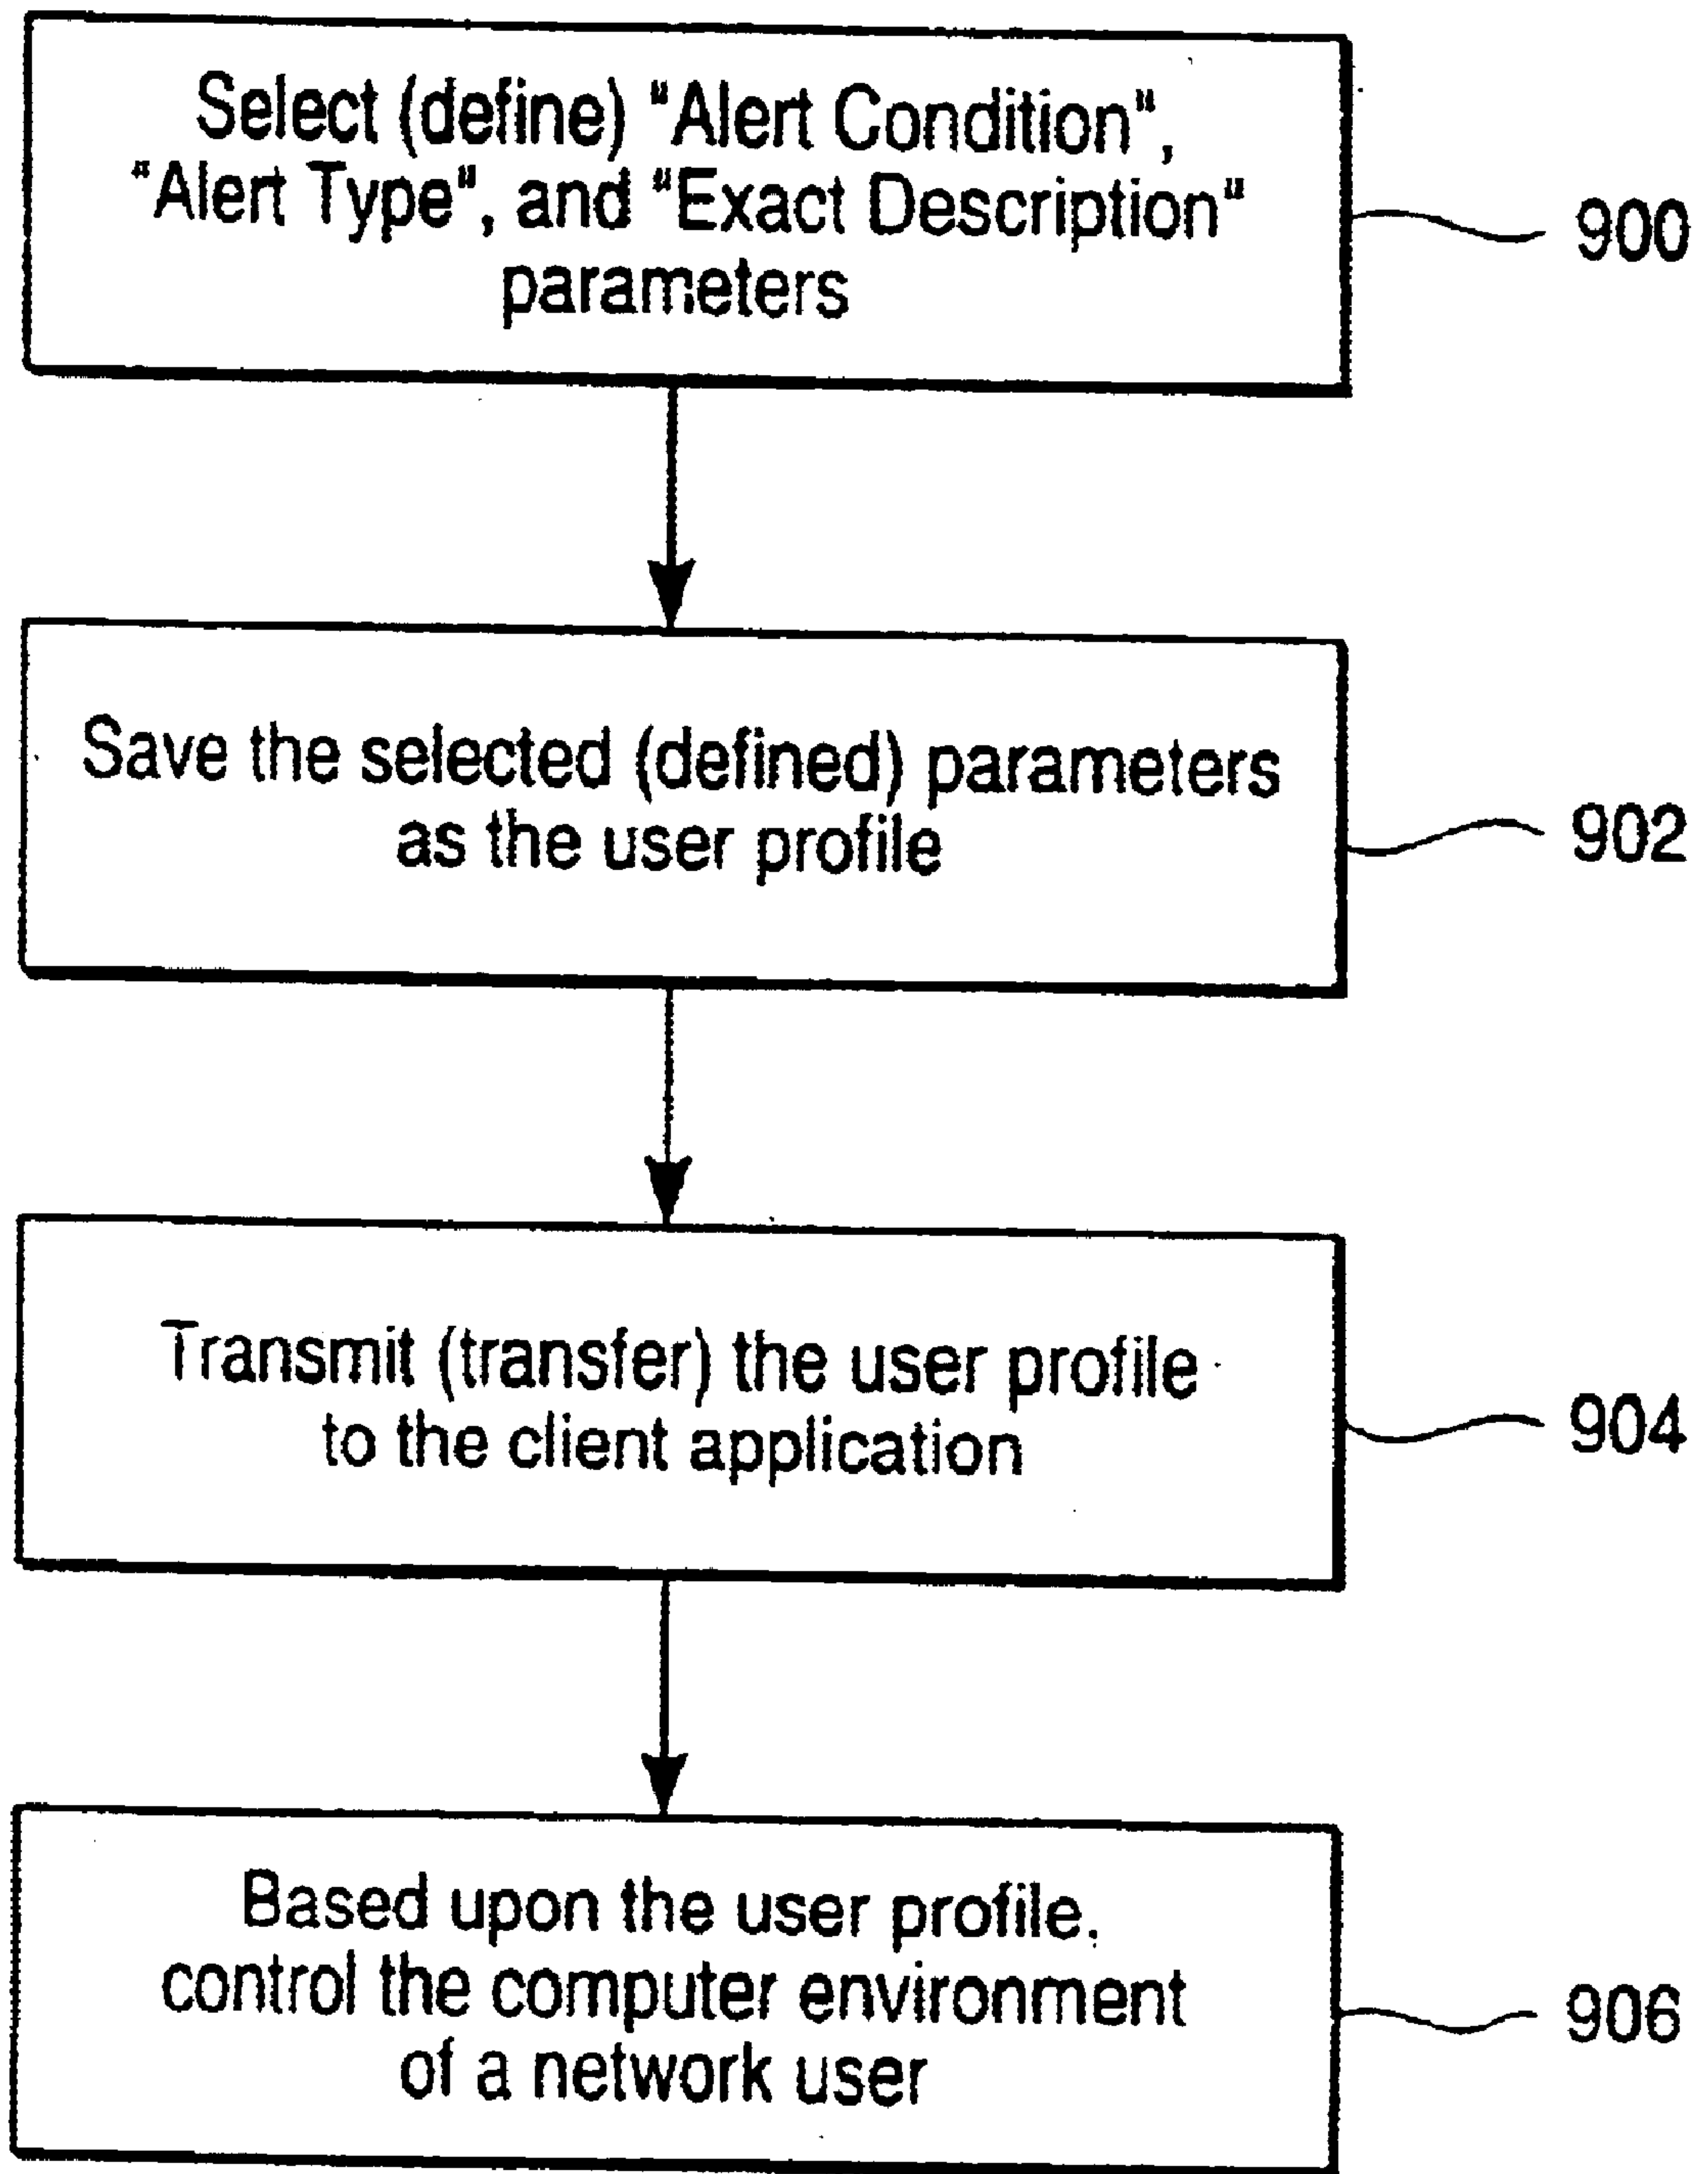 Select (define) "Alert Condition",
"Alert Type", and "Exact Description"
parameters
900
Save the selected (defined) parameters
as the user profile
902
Transmit (transfer) the user profile
to the client application
904
Based upon the user profile,
control the computer environment
of a network user
906